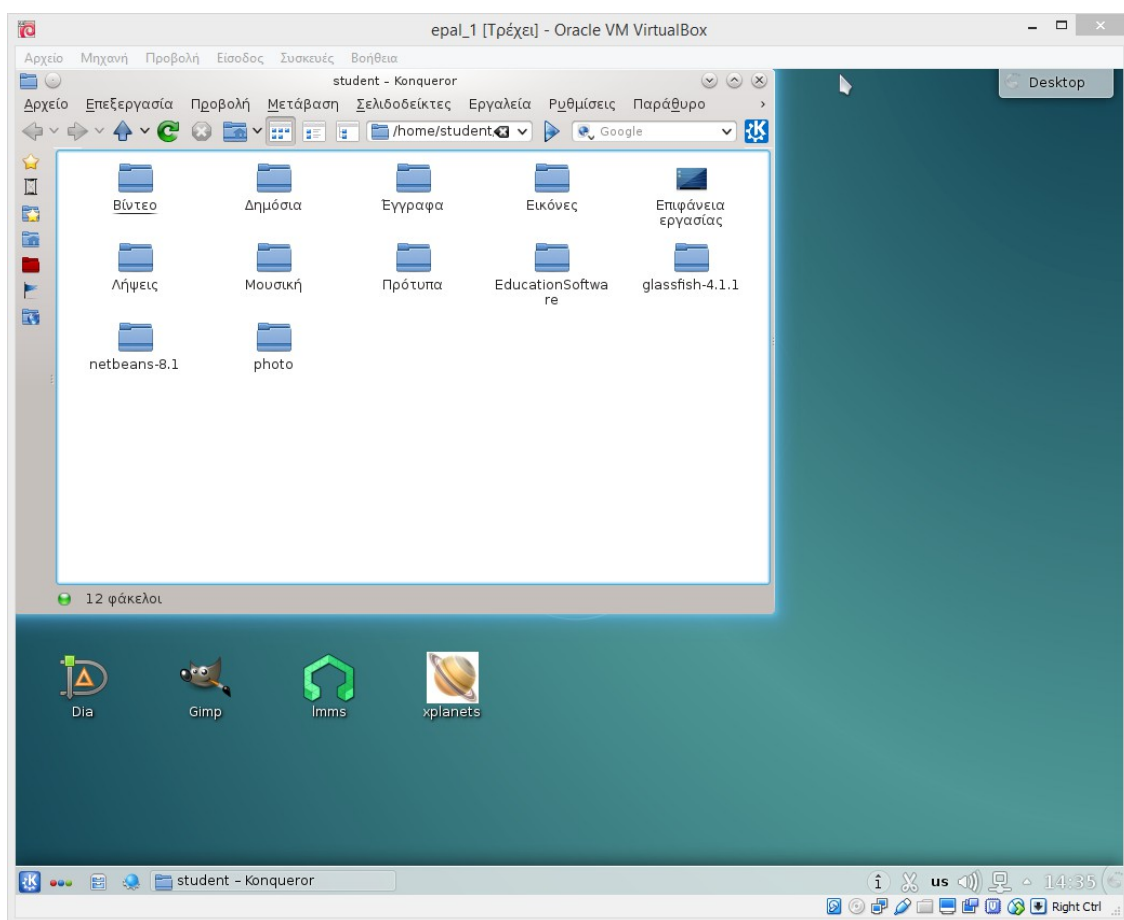 epal_1 [Τρέχει] - Oracle VM VirtualBox
Αρχείο Μηχανή Προβολή Είσοδος Συσκευές Βοήθεια
student – Konqueror
Desktop
Αρχείο Επεξεργασία Προβολή Μετάβαση Σελιδοδείκτες Εργαλεία Ρυθμίσεις Παράθυρο
/home/student Google
Βίντεο Δημόσια Έγγραφα Εικόνες Επιφάνεια
εργασίας
Λήψεις Μουσική Πρότυπα EducationSoftwa glassfish-4.1.1
re
netbeans-8.1 photo
12 φάκελοι
Dia Gimp lmms xplanets
student – Konqueror us 14:35
Right Ctrl